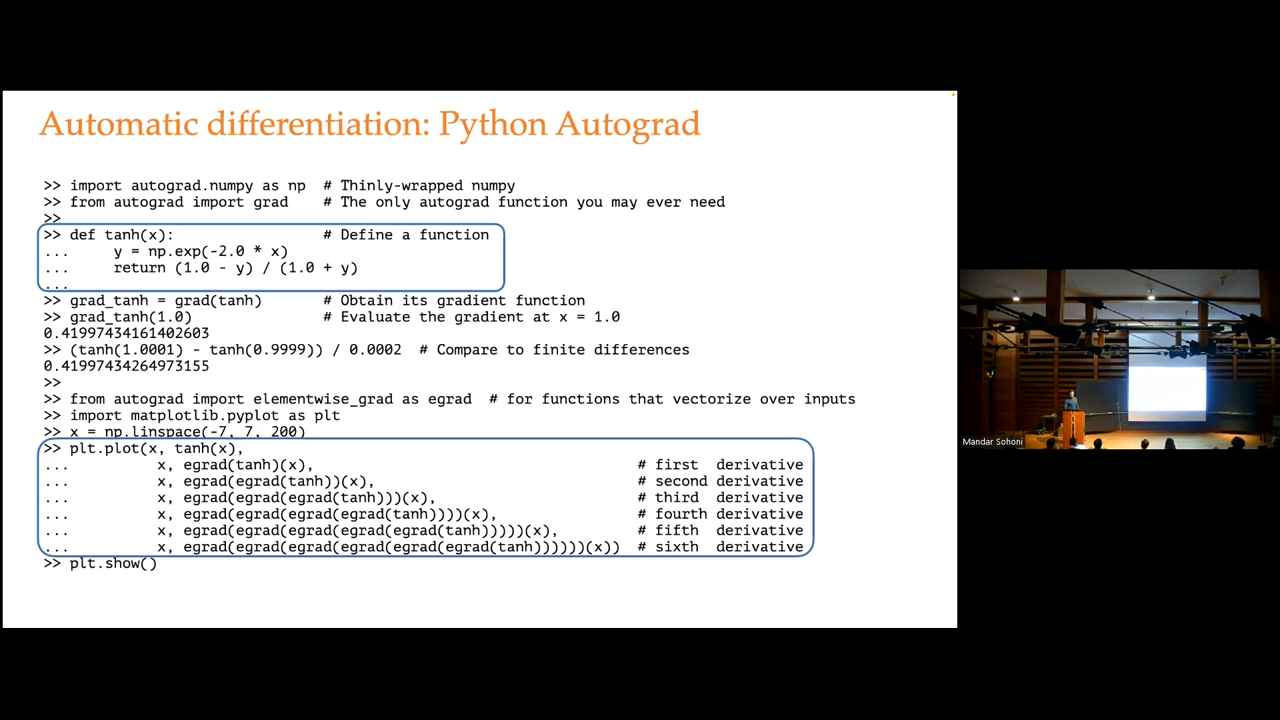 Automatic differentiation: Python Autograd
>> import autograd.numpy as np  # Thinly-wrapped numpy
>> from autograd import grad    # The only autograd function you may ever need
>>
>> def tanh(x):                 # Define a function
...     y = np.exp(-2.0 * x)
...     return (1.0 - y) / (1.0 + y)
...
>> grad_tanh = grad(tanh)       # Obtain its gradient function
>> grad_tanh(1.0)               # Evaluate the gradient at x = 1.0
0.41997434161402603
>> (tanh(1.0001) - tanh(0.9999)) / 0.0002  # Compare to finite differences
0.41997434264973155
>>
>> from autograd import elementwise_grad as egrad  # for functions that vectorize over inputs
>> import matplotlib.pyplot as plt
>> x = np.linspace(-7, 7, 200)
>> plt.plot(x, tanh(x),
...          x, egrad(tanh)(x),                                     # first  derivative
...          x, egrad(egrad(tanh))(x),                              # second derivative
...          x, egrad(egrad(egrad(tanh)))(x),                       # third  derivative
...          x, egrad(egrad(egrad(egrad(tanh))))(x),                # fourth derivative
...          x, egrad(egrad(egrad(egrad(egrad(tanh)))))(x),         # fifth  derivative
...          x, egrad(egrad(egrad(egrad(egrad(egrad(tanh))))))(x))  # sixth  derivative
>> plt.show()
Mandar Sohoni